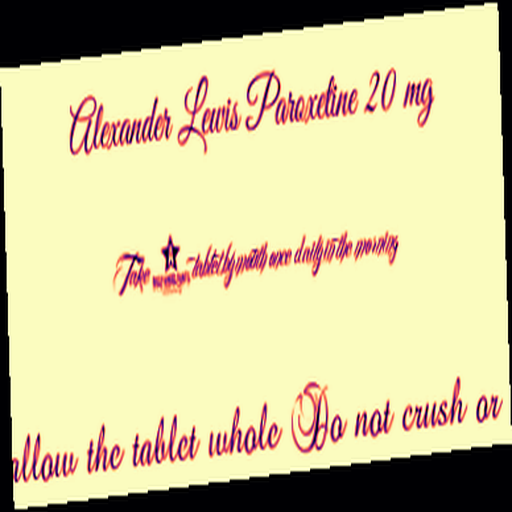 Alexander Lewis Paroxetine 20 mg
Take tablet by mouth once daily in the morning
allow the tablet whole Do not crush or